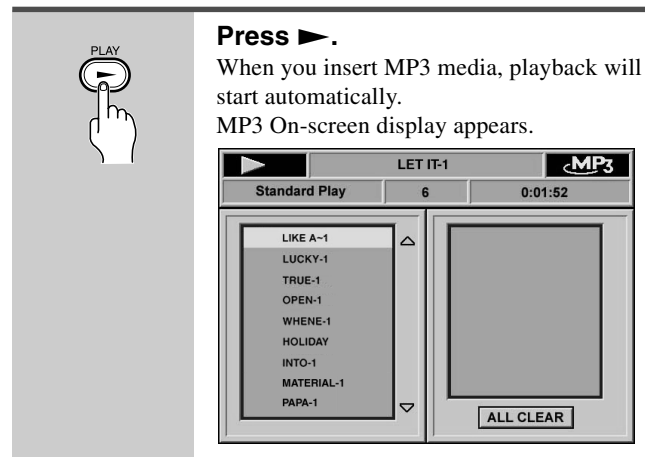 PLAY
Press ►.
When you insert MP3 media, playback will
start automatically.
MP3 On-screen display appears.
LET IT-1
MP3
Standard Play 6 0:01:52
LIKE A~1
LUCKY-1
TRUE-1
OPEN-1
WHENE-1
HOLIDAY
INTO-1
MATERIAL-1
PAPA-1
ALL CLEAR